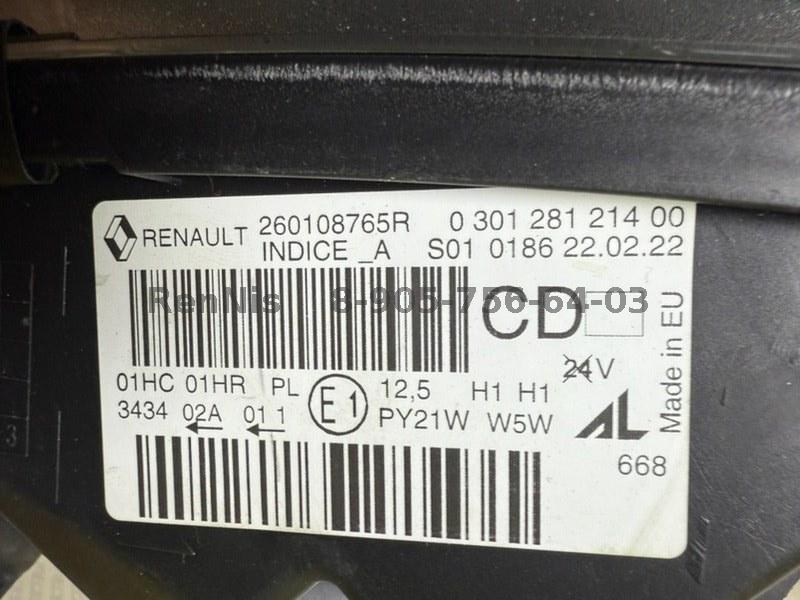 RENAULT 260108765R 0 301 281 214 00
INDICE _A S01 0186 22.02.22
RenNis 8-905-756-64-03
CD
Made in EU
24V
01HC 01HR PL E1 12,5 H1 H1
3434 02A 01 1 PY21W W5W
AL
668
3